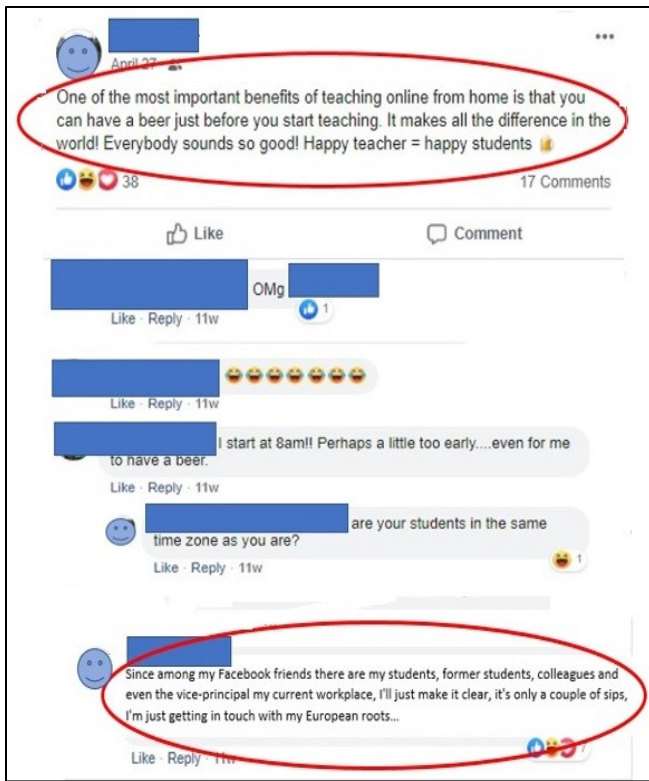 April 27
One of the most important benefits of teaching online from home is that you
can have a beer just before you start teaching. It makes all the difference in the
world! Everybody sounds so good! Happy teacher = happy students 🍺
38
17 Comments
Like
Comment
OMg
1
Like · Reply · 11w
Like · Reply · 11w
I start at 8am!! Perhaps a little too early....even for me
to have a beer.
Like · Reply · 11w
are your students in the same
time zone as you are?
1
Like · Reply · 11w
Since among my Facebook friends there are my students, former students, colleagues and
even the vice-principal my current workplace, I'll just make it clear, it's only a couple of sips,
I'm just getting in touch with my European roots...
7
Like · Reply · 11w